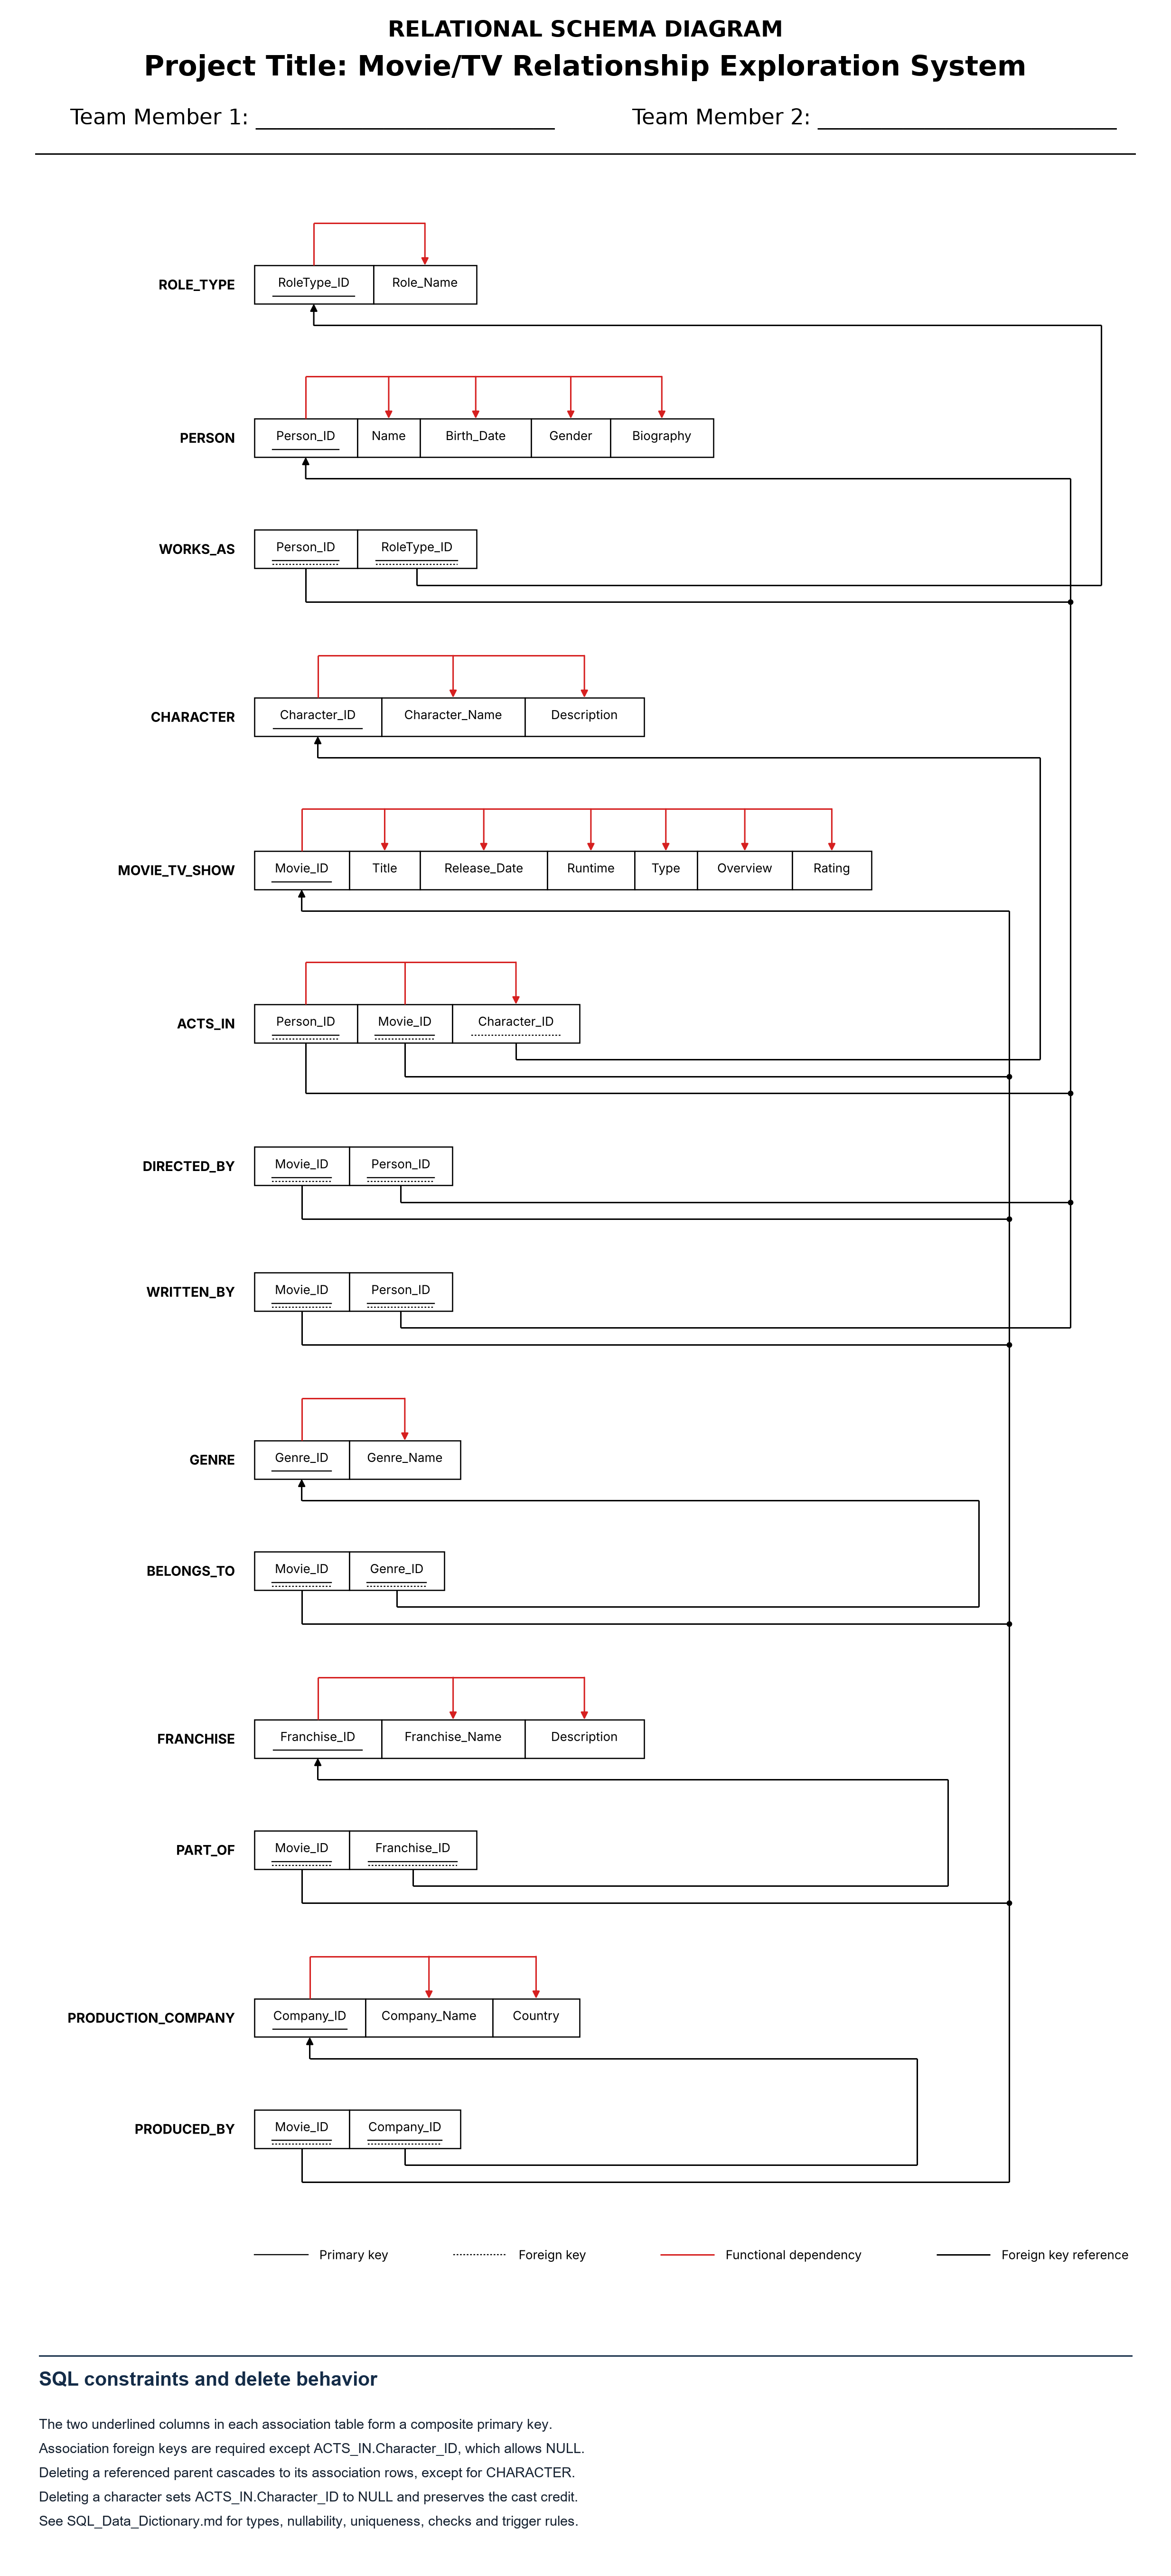 RELATIONAL SCHEMA DIAGRAM
Project Title: Movie/TV Relationship Exploration System
Team Member 1: Team Member 2:
ROLE_TYPE RoleType_ID Role_Name
PERSON Person_ID Name Birth_Date Gender Biography
WORKS_AS Person_ID RoleType_ID
CHARACTER Character_ID Character_Name Description
MOVIE_TV_SHOW Movie_ID Title Release_Date Runtime Type Overview Rating
ACTS_IN Person_ID Movie_ID Character_ID
DIRECTED_BY Movie_ID Person_ID
WRITTEN_BY Movie_ID Person_ID
GENRE Genre_ID Genre_Name
BELONGS_TO Movie_ID Genre_ID
FRANCHISE Franchise_ID Franchise_Name Description
PART_OF Movie_ID Franchise_ID
PRODUCTION_COMPANY Company_ID Company_Name Country
PRODUCED_BY Movie_ID Company_ID
Primary key Foreign key Functional dependency Foreign key reference
SQL constraints and delete behavior
The two underlined columns in each association table form a composite primary key.
Association foreign keys are required except ACTS_IN.Character_ID, which allows NULL.
Deleting a referenced parent cascades to its association rows, except for CHARACTER.
Deleting a character sets ACTS_IN.Character_ID to NULL and preserves the cast credit.
See SQL_Data_Dictionary.md for types, nullability, uniqueness, checks and trigger rules.